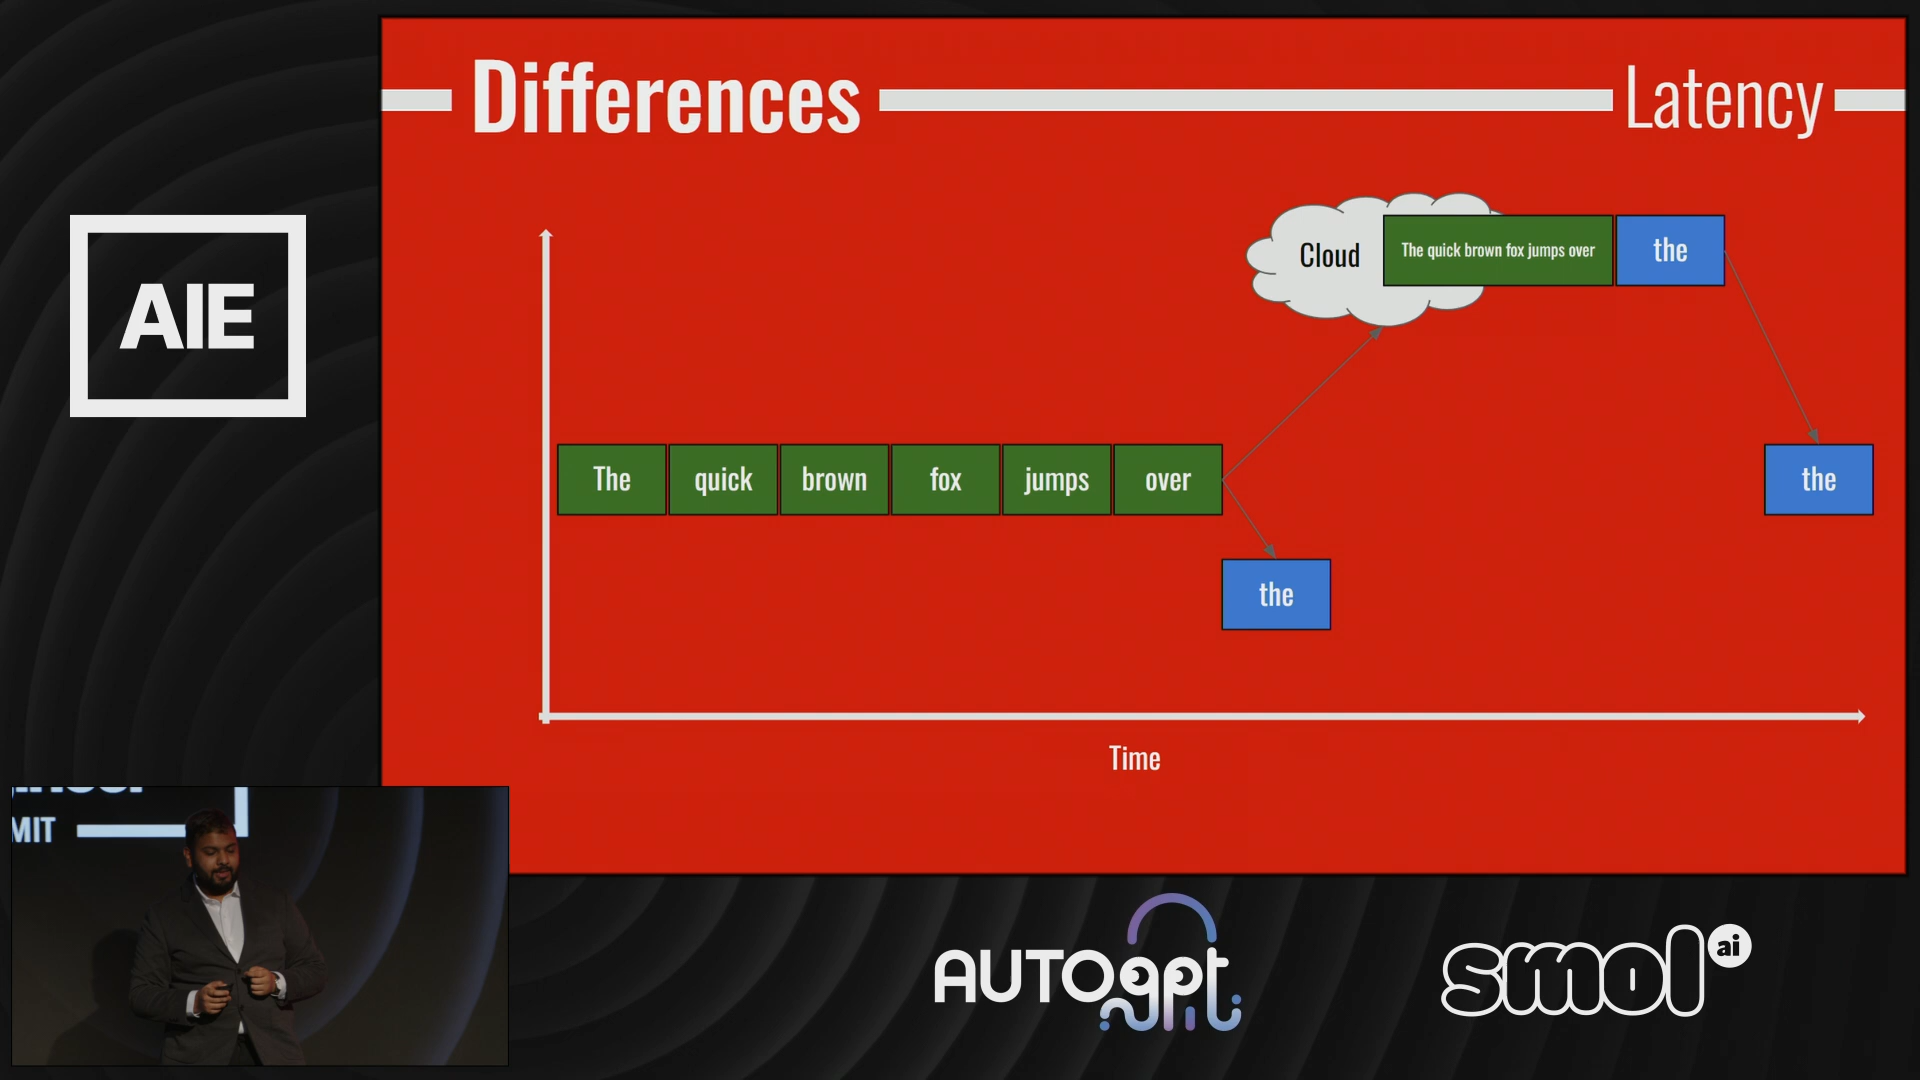 Differences
Latency
AIE
Cloud
The quick brown fox jumps over
the
The
quick
brown
fox
jumps
over
the
the
Time
MIT
AUTOgpt
smol ai